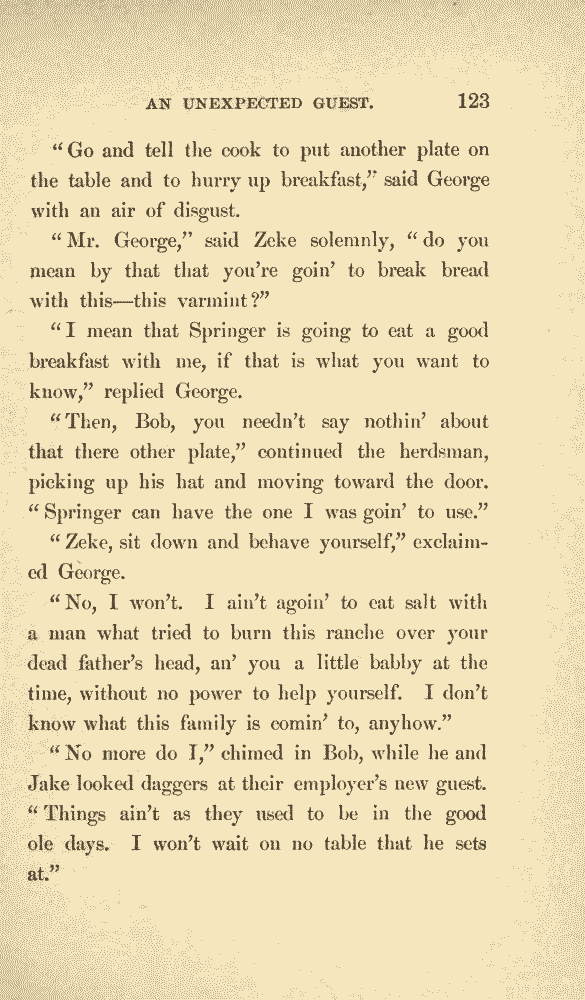 AN UNEXPECTED GUEST. 123
“Go and tell the cook to put another plate on
the table and to hurry up breakfast,” said George
with an air of disgust.
“Mr. George,” said Zeke solemnly, “do you
mean by that that you’re goin’ to break bread
with this—this varmint?”
“I mean that Springer is going to eat a good
breakfast with me, if that is what you want to
know,” replied George.
“Then, Bob, you needn’t say nothin’ about
that there other plate,” continued the herdsman,
picking up his hat and moving toward the door.
“Springer can have the one I was goin’ to use.”
“Zeke, sit down and behave yourself,” exclaim-
ed George.
“No, I won’t. I ain’t agoin’ to eat salt with
a man what tried to burn this ranche over your
dead father’s head, an’ you a little babby at the
time, without no power to help yourself. I don’t
know what this family is comin’ to, anyhow.”
“No more do I,” chimed in Bob, while he and
Jake looked daggers at their employer’s new guest.
“Things ain’t as they used to be in the good
ole days. I won’t wait on no table that he sets
at.”